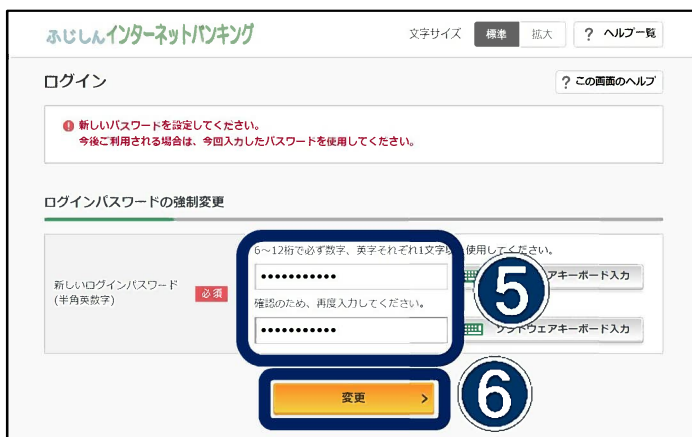 ふじしんインターネットバンキング
文字サイズ 標準 拡大 ? ヘルプ一覧
ログイン
? この画面のヘルプ
新しいパスワードを設定してください。
今後ご利用される場合は、今回入力したパスワードを使用してください。
ログインパスワードの強制変更
6～12桁で必ず数字、英字それぞれ1文字以 使用してください。
新しいログインパスワード
(半角英数字)
必須
•••••••••••
アキーボード入力
5
確認のため、再度入力してください。
•••••••••••
ソフトウェアキーボード入力
変更 >
6